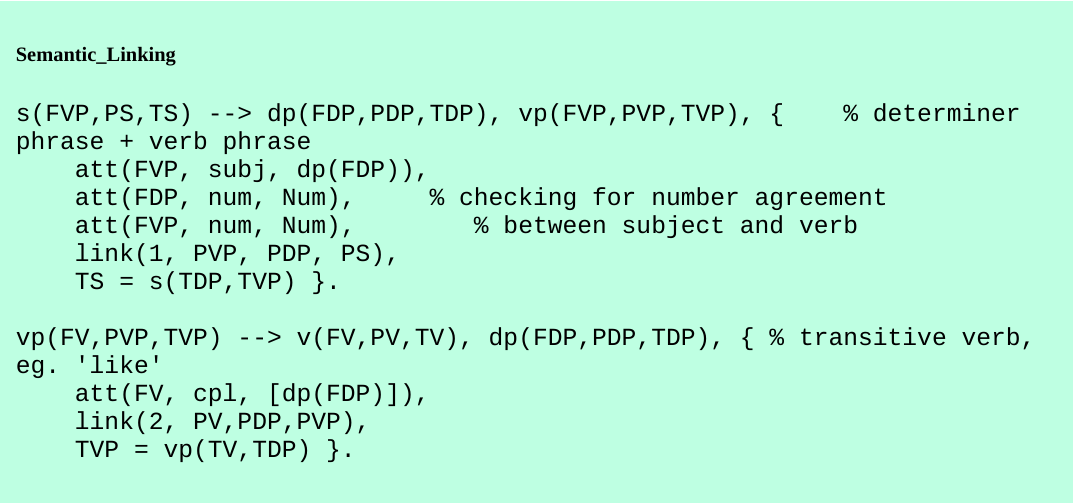 Semantic_Linking
s(FVP,PS,TS) --> dp(FDP,PDP,TDP), vp(FVP,PVP,TVP), {    % determiner
phrase + verb phrase
    att(FVP, subj, dp(FDP)),
    att(FDP, num, Num),     % checking for number agreement
    att(FVP, num, Num),        % between subject and verb
    link(1, PVP, PDP, PS),
    TS = s(TDP,TVP) }.
vp(FV,PVP,TVP) --> v(FV,PV,TV), dp(FDP,PDP,TDP), { % transitive verb,
eg. 'like'
    att(FV, cpl, [dp(FDP)]),
    link(2, PV,PDP,PVP),
    TVP = vp(TV,TDP) }.